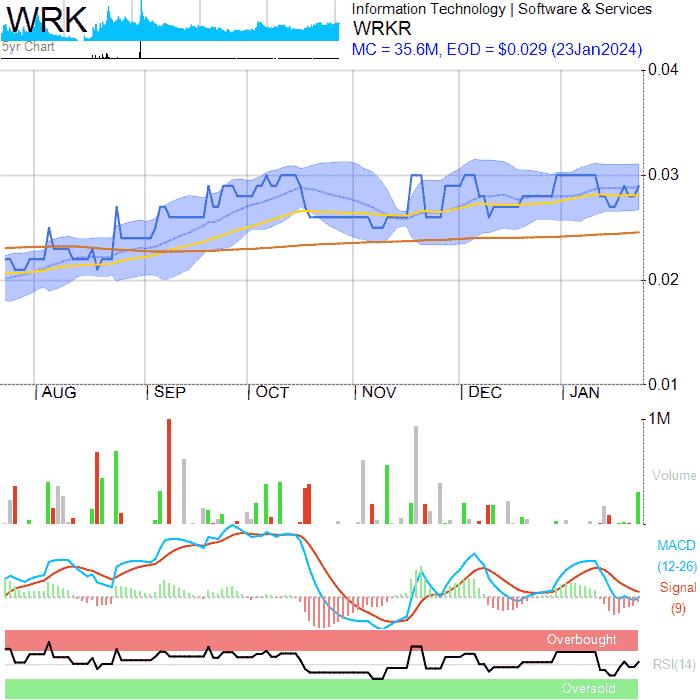 WRK
5yr Chart
Information Technology | Software & Services
WRKR
MC = 35.6M, EOD = $0.029 (23Jan2024)
0.04
0.03
0.02
0.01
AUG SEP OCT NOV DEC JAN
1M
Volume
MACD
(12-26)
Signal
(9)
Overbought
RSI(14)
Oversold